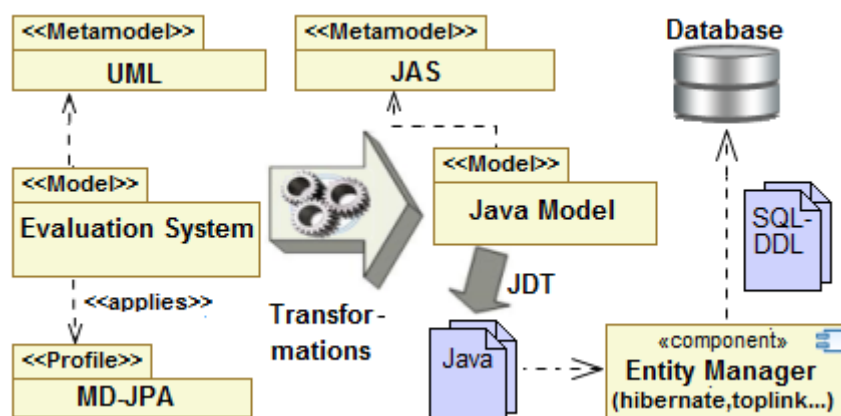 <<Metamodel>>
UML
<<Metamodel>>
JAS
Database
<<Model>>
Evaluation System
<<Model>>
Java Model
SQL-
DDL
<<applies>>
Transfor-
mations
JDT
Java
<<Profile>>
MD-JPA
«component»
Entity Manager
(hibernate,toplink...)